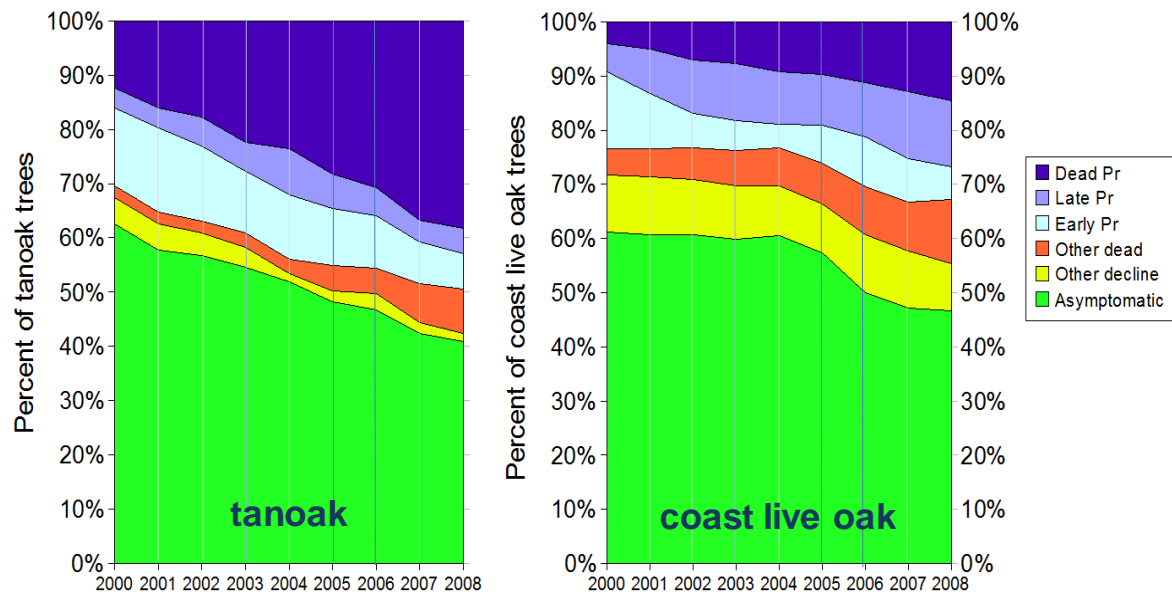 Percent of tanoak trees
100%
90%
80%
70%
60%
50%
40%
30%
20%
10%
0%
tanoak
2000 2001 2002 2003 2004 2005 2006 2007 2008
Percent of coast live oak trees
100%
90%
80%
70%
60%
50%
40%
30%
20%
10%
0%
coast live oak
2000 2001 2002 2003 2004 2005 2006 2007 2008
100%
90%
80%
70%
60%
50%
40%
30%
20%
10%
0%
Dead Pr
Late Pr
Early Pr
Other dead
Other decline
Asymptomatic